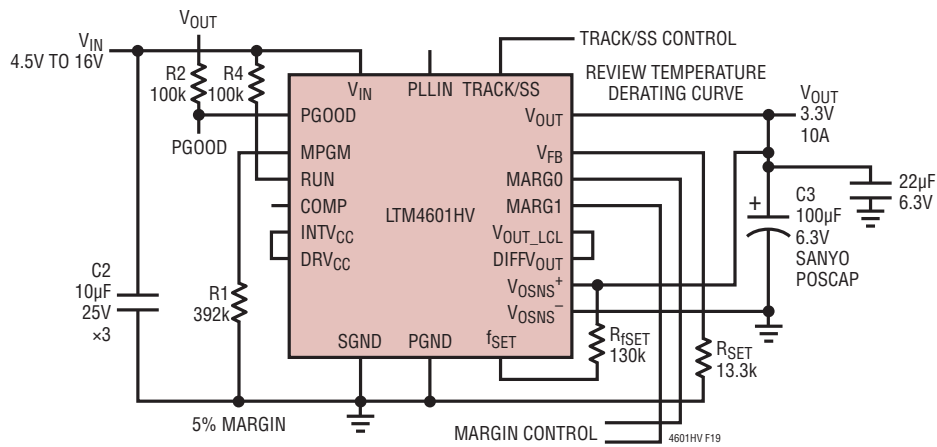 VOUT
VIN
4.5V TO 16V
R2
100k
R4
100k
PGOOD
TRACK/SS CONTROL
REVIEW TEMPERATURE
DERATING CURVE
VIN
PLLIN
TRACK/SS
PGOOD
MPGM
RUN
COMP
INTVCC
DRVCC
LTM4601HV
VOUT
VFB
MARG0
MARG1
VOUT_LCL
DIFFVOUT
VOSNS+
VOSNS–
SGND
PGND
fSET
VOUT
3.3V
10A
22µF
6.3V
+
C3
100µF
6.3V
SANYO
POSCAP
C2
10µF
25V
×3
R1
392k
RfSET
130k
RSET
13.3k
5% MARGIN
MARGIN CONTROL
4601HV F19